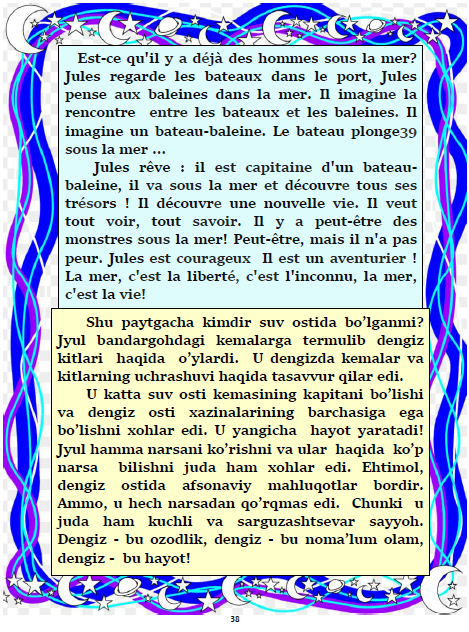 Est-ce qu'il y a déjà des hommes sous la mer?
Jules regarde les bateaux dans le port, Jules
pense aux baleines dans la mer. Il imagine la
rencontre entre les bateaux et les baleines. Il
imagine un bateau-baleine. Le bateau plonge39
sous la mer ...
Jules rêve : il est capitaine d'un bateau-
baleine, il va sous la mer et découvre tous ses
trésors ! Il découvre une nouvelle vie. Il veut
tout voir, tout savoir. Il y a peut-être des
monstres sous la mer! Peut-être, mais il n'a pas
peur. Jules est courageux Il est un aventurier !
La mer, c'est la liberté, c'est l'inconnu, la mer,
c'est la vie!
Shu paytgacha kimdir suv ostida bo'lganmi?
Jyul bandargohdagi kemalarga termulib dengiz
kitlari haqida o'ylardi. U dengizda kemalar va
kitlarning uchrashuvi haqida tasavvur qilar edi.
U katta suv osti kemasining kapitani bo'lishi
va dengiz osti xazinalarining barchasiga ega
bo'lishni xohlar edi. U yangicha hayot yaratadi!
Jyul hamma narsani ko'rishni va ular haqida ko'p
narsa bilishni juda ham xohlar edi. Ehtimol,
dengiz ostida afsonaviy mahluqotlar bordir.
Ammo, u hech narsadan qo'rqmas edi. Chunki u
juda ham kuchli va sarguzashtsevar sayyoh.
Dengiz - bu ozodlik, dengiz - bu noma'lum olam,
dengiz - bu hayot!
38